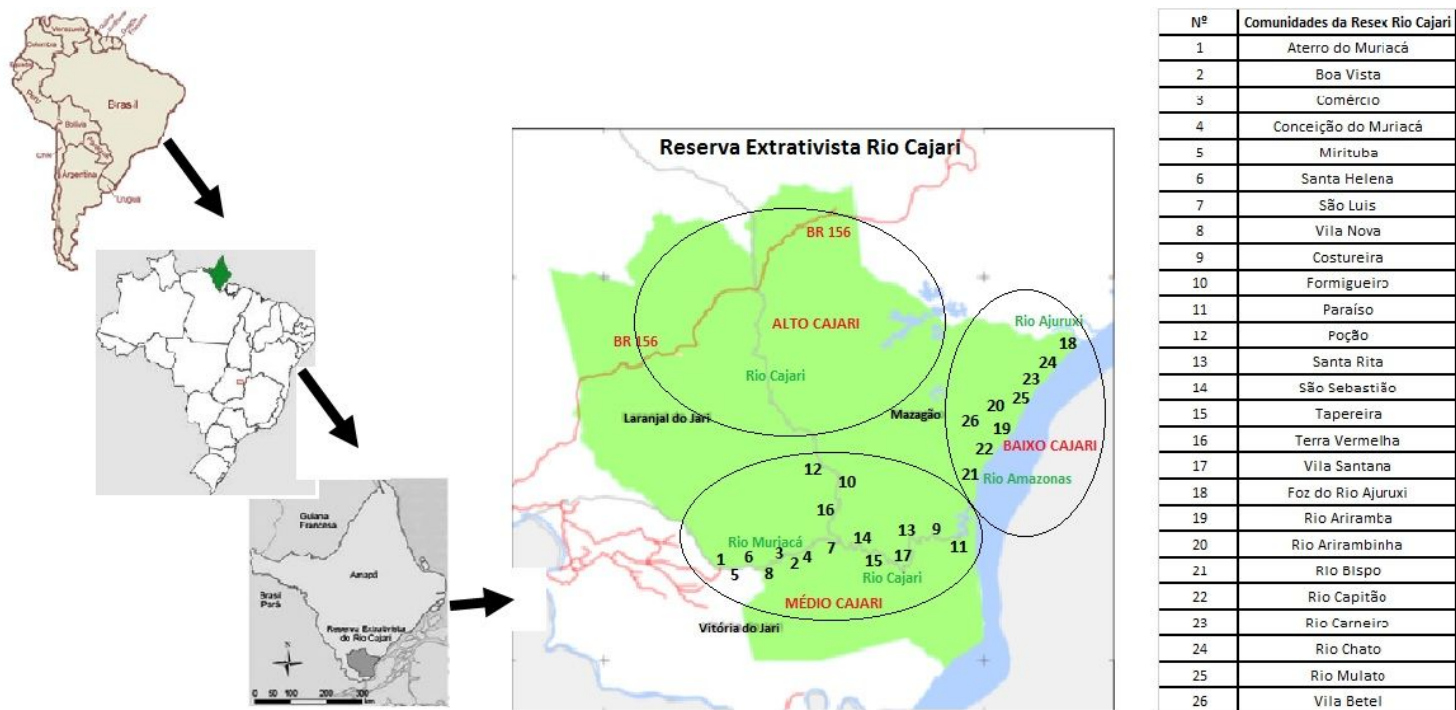 Venezuela
Colombia
Brasil
Peru
Bolivia
Argentina
Guiana
Francesa
Amapá
Brasil
Pará
Reserva Extrativista
do Rio Cajari
N
0 50 100 200 300
km
Reserva Extrativista Rio Cajari
BR 156
ALTO CAJARI
BR 156
Rio Cajari
Laranjal do Jari
Mazagão
Rio Ajuruxi
18
24
23
25
20
26
19
BAIXO CAJARI
22
21
Rio Amazonas
12
10
16
Rio Muriacá
13
9
14
1
6
3
2
4
7
15
17
11
5
8
Rio Cajari
MÉDIO CAJARI
Vitória do Jari
Nº Comunidades da Resex Rio Cajari
1 Aterro do Muriacá
2 Boa Vista
3 Comércio
4 Conceição do Muriacá
5 Mirituba
6 Santa Helena
7 São Luis
8 Vila Nova
9 Costureira
10 Formigueiro
11 Paraíso
12 Poção
13 Santa Rita
14 São Sebastião
15 Tapereira
16 Terra Vermelha
17 Vila Santana
18 Foz do Rio Ajuruxi
19 Rio Ariramba
20 Rio Arirambinha
21 Rio Bispo
22 Rio Capitão
23 Rio Carneiro
24 Rio Chato
25 Rio Mulato
26 Vila Betel